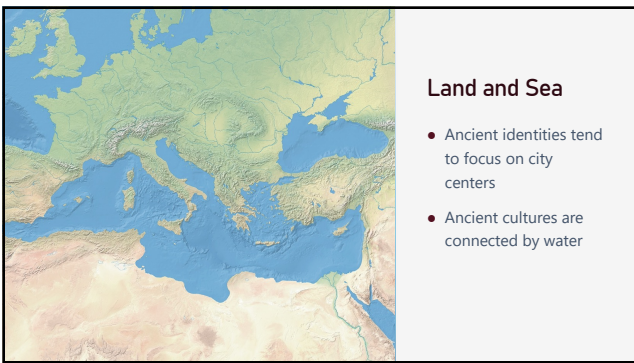 Land and Sea
● Ancient identities tend
to focus on city
centers
● Ancient cultures are
connected by water